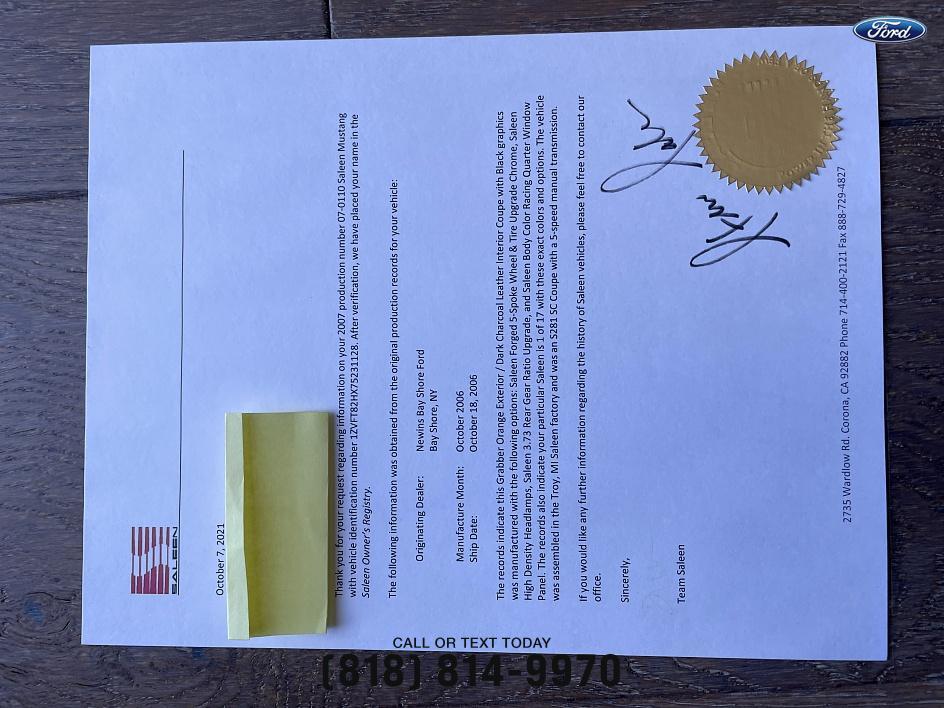 SALEEN
October 7, 2021
Thank you for your request regarding information on your 2007 production number 07-0110 Saleen Mustang
with vehicle identification number 1ZVFT82HX75231128. After verification, we have placed your name in the
Saleen Owner's Registry.
The following information was obtained from the original production records for your vehicle:
Originating Dealer: Newins Bay Shore Ford
Bay Shore, NY
Manufacture Month: October 2006
Ship Date: October 18, 2006
The records indicate this Grabber Orange Exterior / Dark Charcoal Leather Interior Coupe with Black graphics
was manufactured with the following options: Saleen Forged 5-Spoke Wheel & Tire Upgrade Chrome, Saleen
High Density Headlamps, Saleen 3.73 Rear Gear Ratio Upgrade, and Saleen Body Color Racing Quarter Window
Panel. The records also indicate your particular Saleen is 1 of 17 with these exact colors and options. The vehicle
was assembled in the Troy, MI Saleen factory and was an S281 SC Coupe with a 5-speed manual transmission.
If you would like any further information regarding the history of Saleen vehicles, please feel free to contact our
office.
Sincerely,
Team Saleen
2735 Wardlow Rd. Corona, CA 92882 Phone 714-400-2121 Fax 888-729-4827
Ford
CALL OR TEXT TODAY
(818) 814-9970